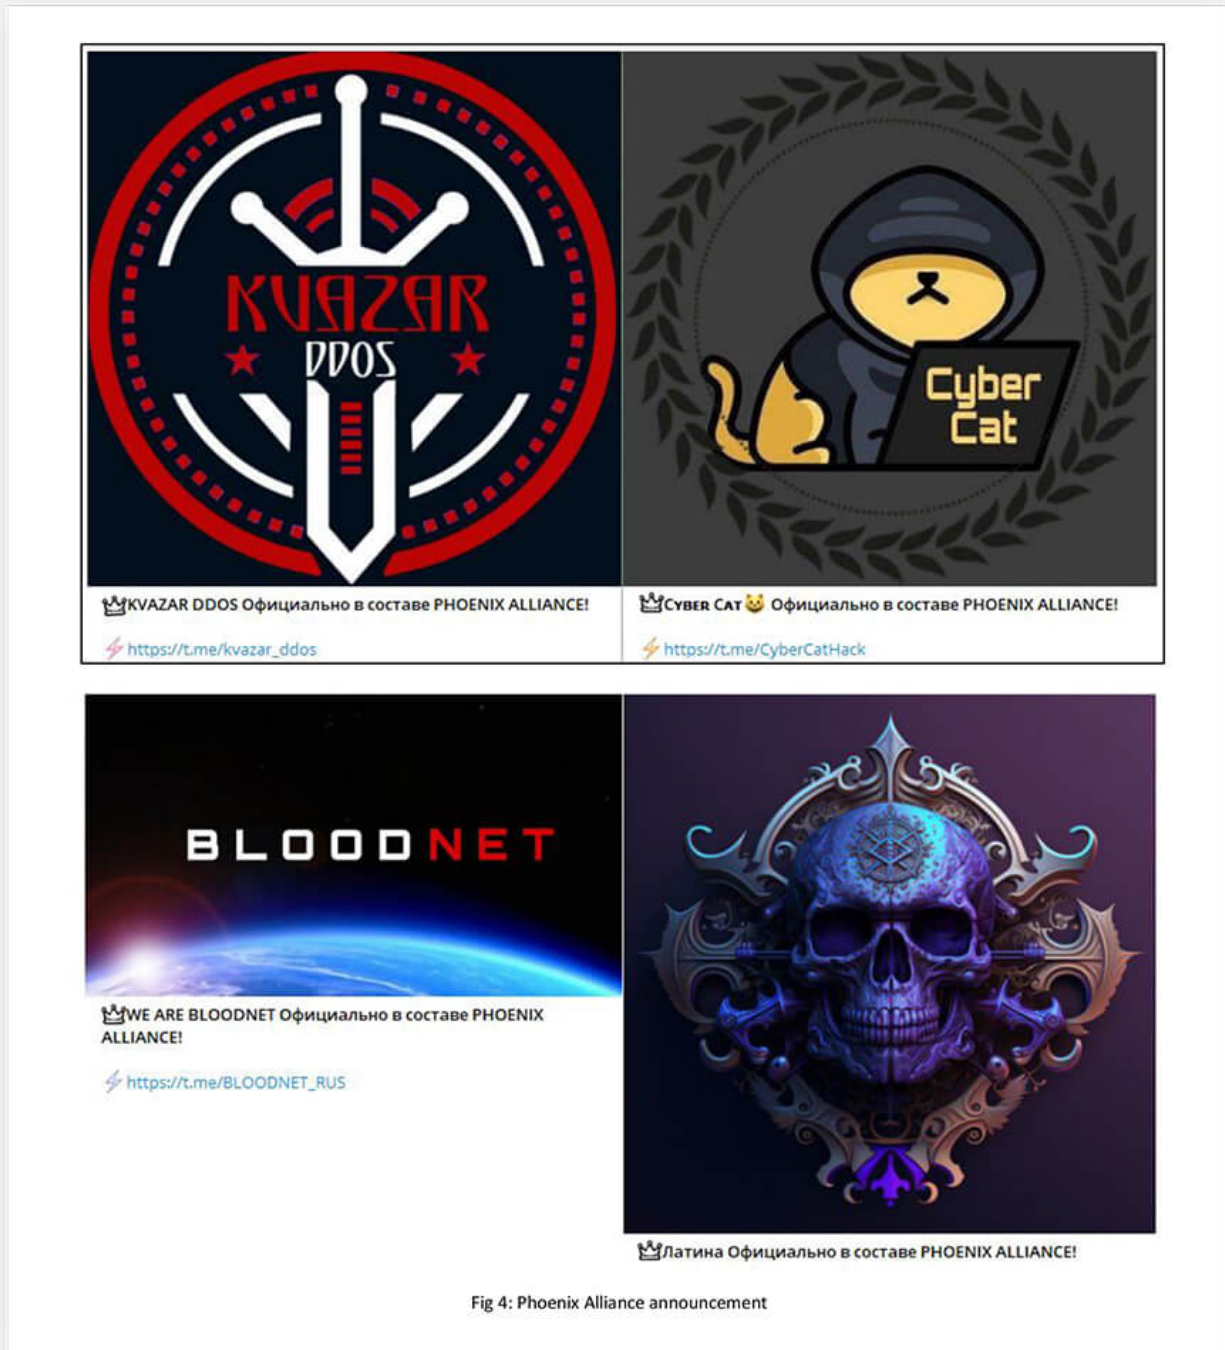 KVAZAR
DDOS
Cyber
Cat
👑KVAZAR DDOS Официально в составе PHOENIX ALLIANCE!
⚡https://t.me/kvazar_ddos
👑Cʏʙᴇʀ Cᴀᴛ😺 Официально в составе PHOENIX ALLIANCE!
⚡https://t.me/CyberCatHack
BLOODNET
👑WE ARE BLOODNET Официально в составе PHOENIX
ALLIANCE!
⚡https://t.me/BLOODNET_RUS
👑Латина Официально в составе PHOENIX ALLIANCE!
Fig 4: Phoenix Alliance announcement